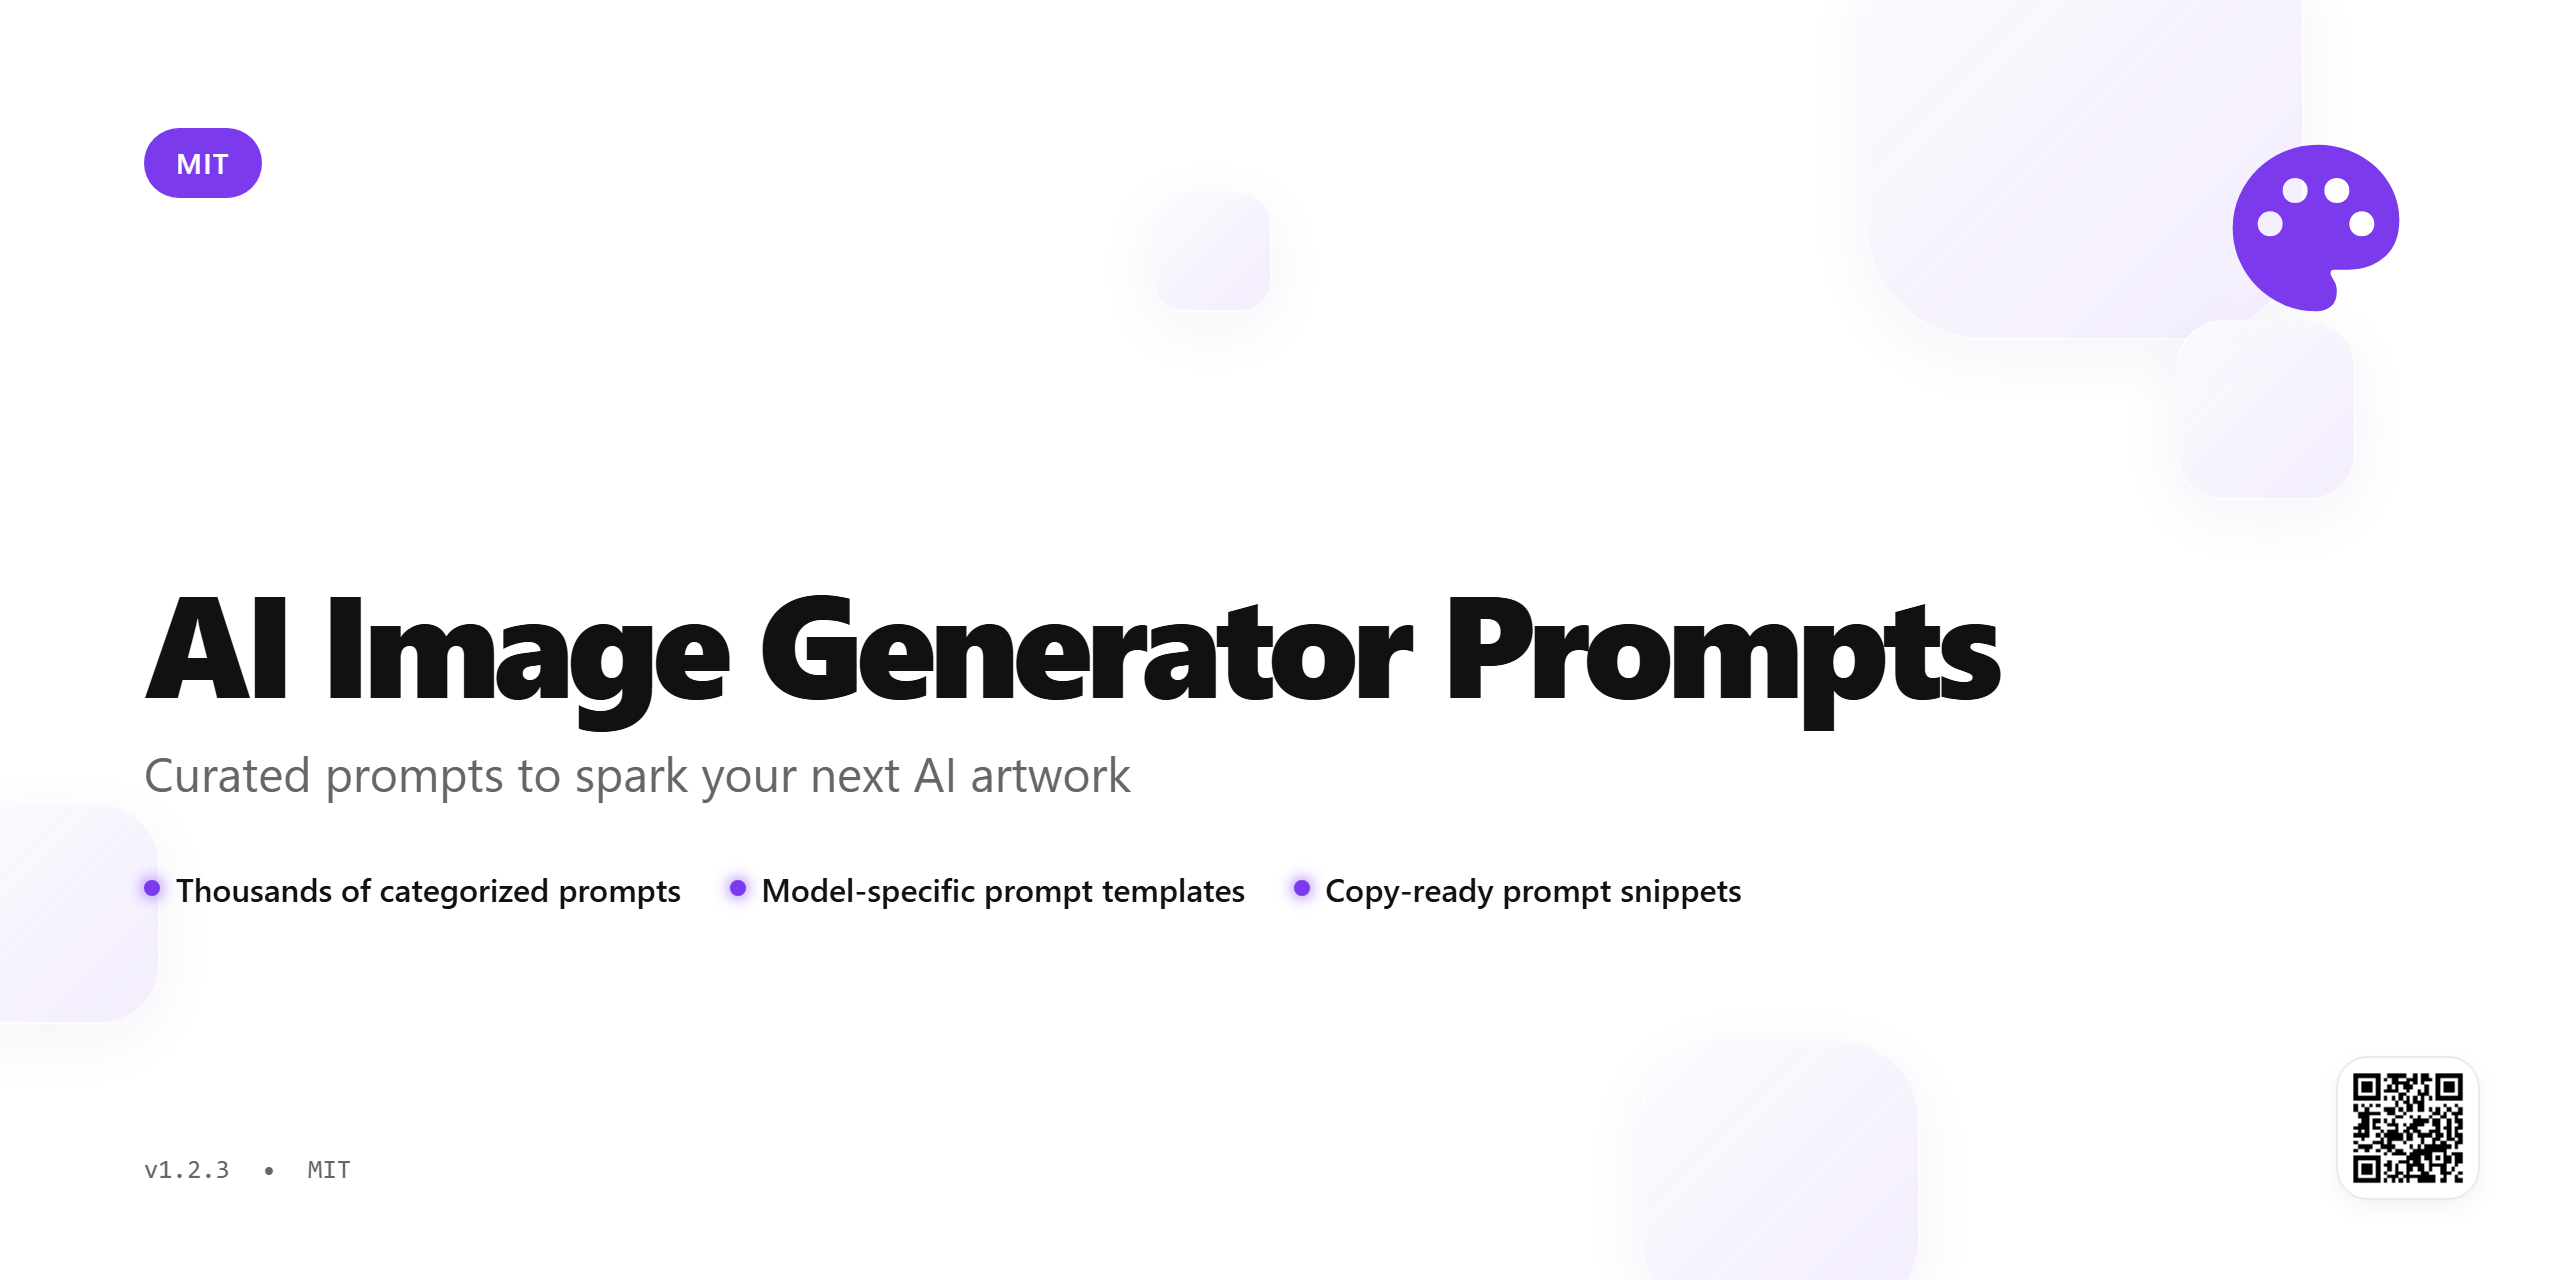 MIT
AI Image Generator Prompts
Curated prompts to spark your next AI artwork
Thousands of categorized prompts Model-specific prompt templates Copy-ready prompt snippets
v1.2.3 • MIT